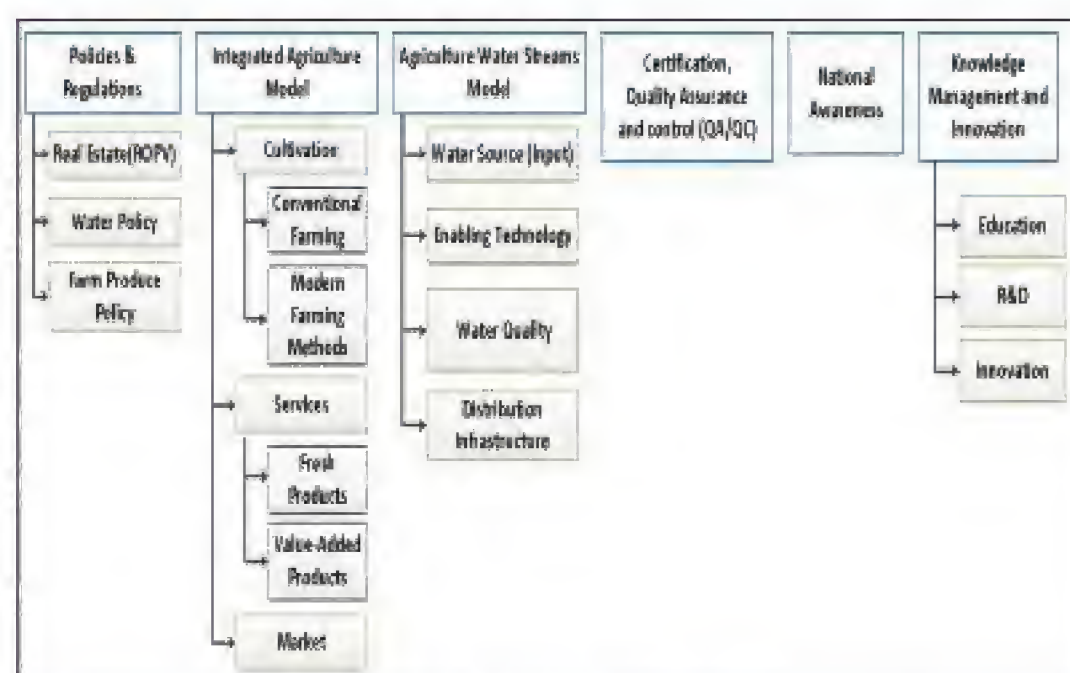 Policies &
Regulations
Real Estate(ROPV)
Water Policy
Farm Produce
Policy
Integrated Agriculture
Model
Cultivation
Conventional
Farming
Modern
Farming
Methods
Services
Fresh
Products
Value-Added
Products
Market
Agriculture Water Streams
Model
Water Source (Input)
Enabling Technology
Water Quality
Distribution
Infrastructure
Certification,
Quality Assurance
and control (QA/QC)
National
Awareness
Knowledge
Management and
Innovation
Education
R&D
Innovation